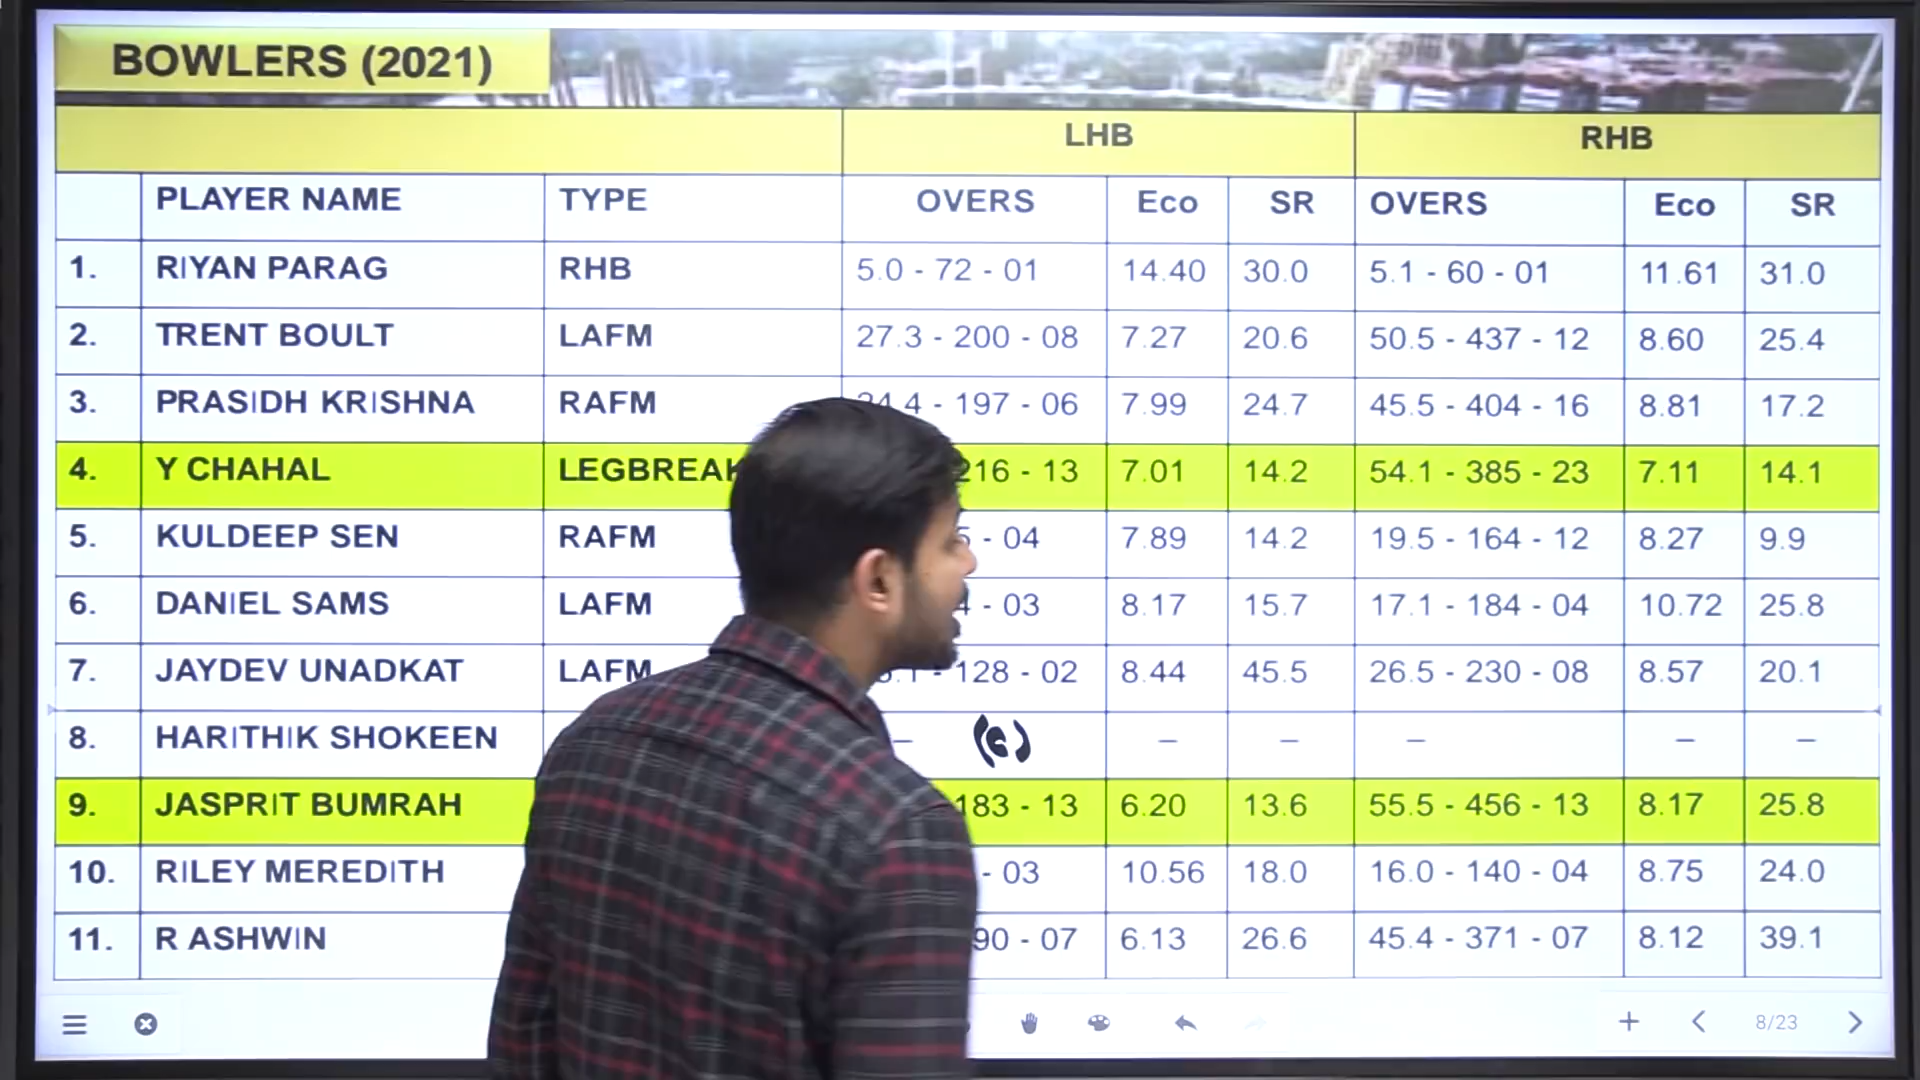 BOWLERS (2021)
LHB RHB
PLAYER NAME TYPE OVERS Eco SR OVERS Eco SR
1. RIYAN PARAG RHB 5.0 - 72 - 01 14.40 30.0 5.1 - 60 - 01 11.61 31.0
2. TRENT BOULT LAFM 27.3 - 200 - 08 7.27 20.6 50.5 - 437 - 12 8.60 25.4
3. PRASIDH KRISHNA RAFM - 197 - 06 7.99 24.7 45.5 - 404 - 16 8.81 17.2
4. Y CHAHAL 216 - 13 7.01 14.2 54.1 - 385 - 23 7.11 14.1
5. KULDEEP SEN RAFM - 04 7.89 14.2 19.5 - 164 - 12 8.27 9.9
6. DANIEL SAMS LAFM - 03 8.17 15.7 17.1 - 184 - 04 10.72 25.8
7. JAYDEV UNADKAT LAFM - 128 - 02 8.44 45.5 26.5 - 230 - 08 8.57 20.1
8. HARITHIK SHOKEEN – (c) – – – – –
9. JASPRIT BUMRAH 183 - 13 6.20 13.6 55.5 - 456 - 13 8.17 25.8
10. RILEY MEREDITH - 03 10.56 18.0 16.0 - 140 - 04 8.75 24.0
11. R ASHWIN - 07 6.13 26.6 45.4 - 371 - 07 8.12 39.1
8/23